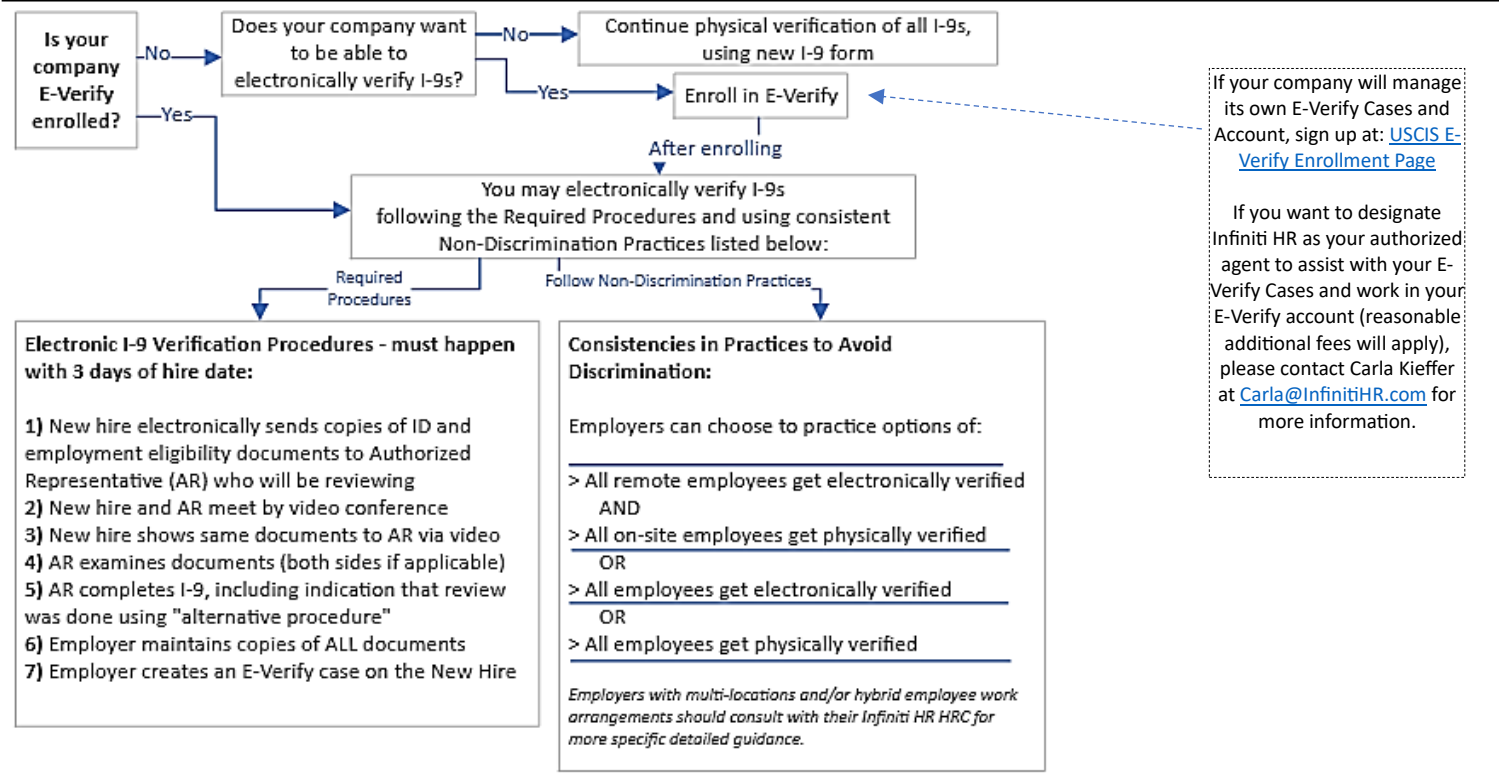 Is your
company
E-Verify
enrolled?
No
Does your company want
to be able to
electronically verify I-9s?
No
Continue physical verification of all I-9s,
using new I-9 form
Yes
Enroll in E-Verify
Yes
After enrolling
You may electronically verify I-9s
following the Required Procedures and using consistent
Non-Discrimination Practices listed below:
Required
Procedures
Follow Non-Discrimination Practices
Electronic I-9 Verification Procedures - must happen
with 3 days of hire date:
1) New hire electronically sends copies of ID and
employment eligibility documents to Authorized
Representative (AR) who will be reviewing
2) New hire and AR meet by video conference
3) New hire shows same documents to AR via video
4) AR examines documents (both sides if applicable)
5) AR completes I-9, including indication that review
was done using "alternative procedure"
6) Employer maintains copies of ALL documents
7) Employer creates an E-Verify case on the New Hire
Consistencies in Practices to Avoid
Discrimination:
Employers can choose to practice options of:
> All remote employees get electronically verified
AND
> All on-site employees get physically verified
OR
> All employees get electronically verified
OR
> All employees get physically verified
Employers with multi-locations and/or hybrid employee work
arrangements should consult with their Infiniti HR HRC for
more specific detailed guidance.
If your company will manage
its own E-Verify Cases and
Account, sign up at: USCIS E-
Verify Enrollment Page
If you want to designate
Infiniti HR as your authorized
agent to assist with your E-
Verify Cases and work in your
E-Verify account (reasonable
additional fees will apply),
please contact Carla Kieffer
at Carla@InfinitiHR.com for
more information.